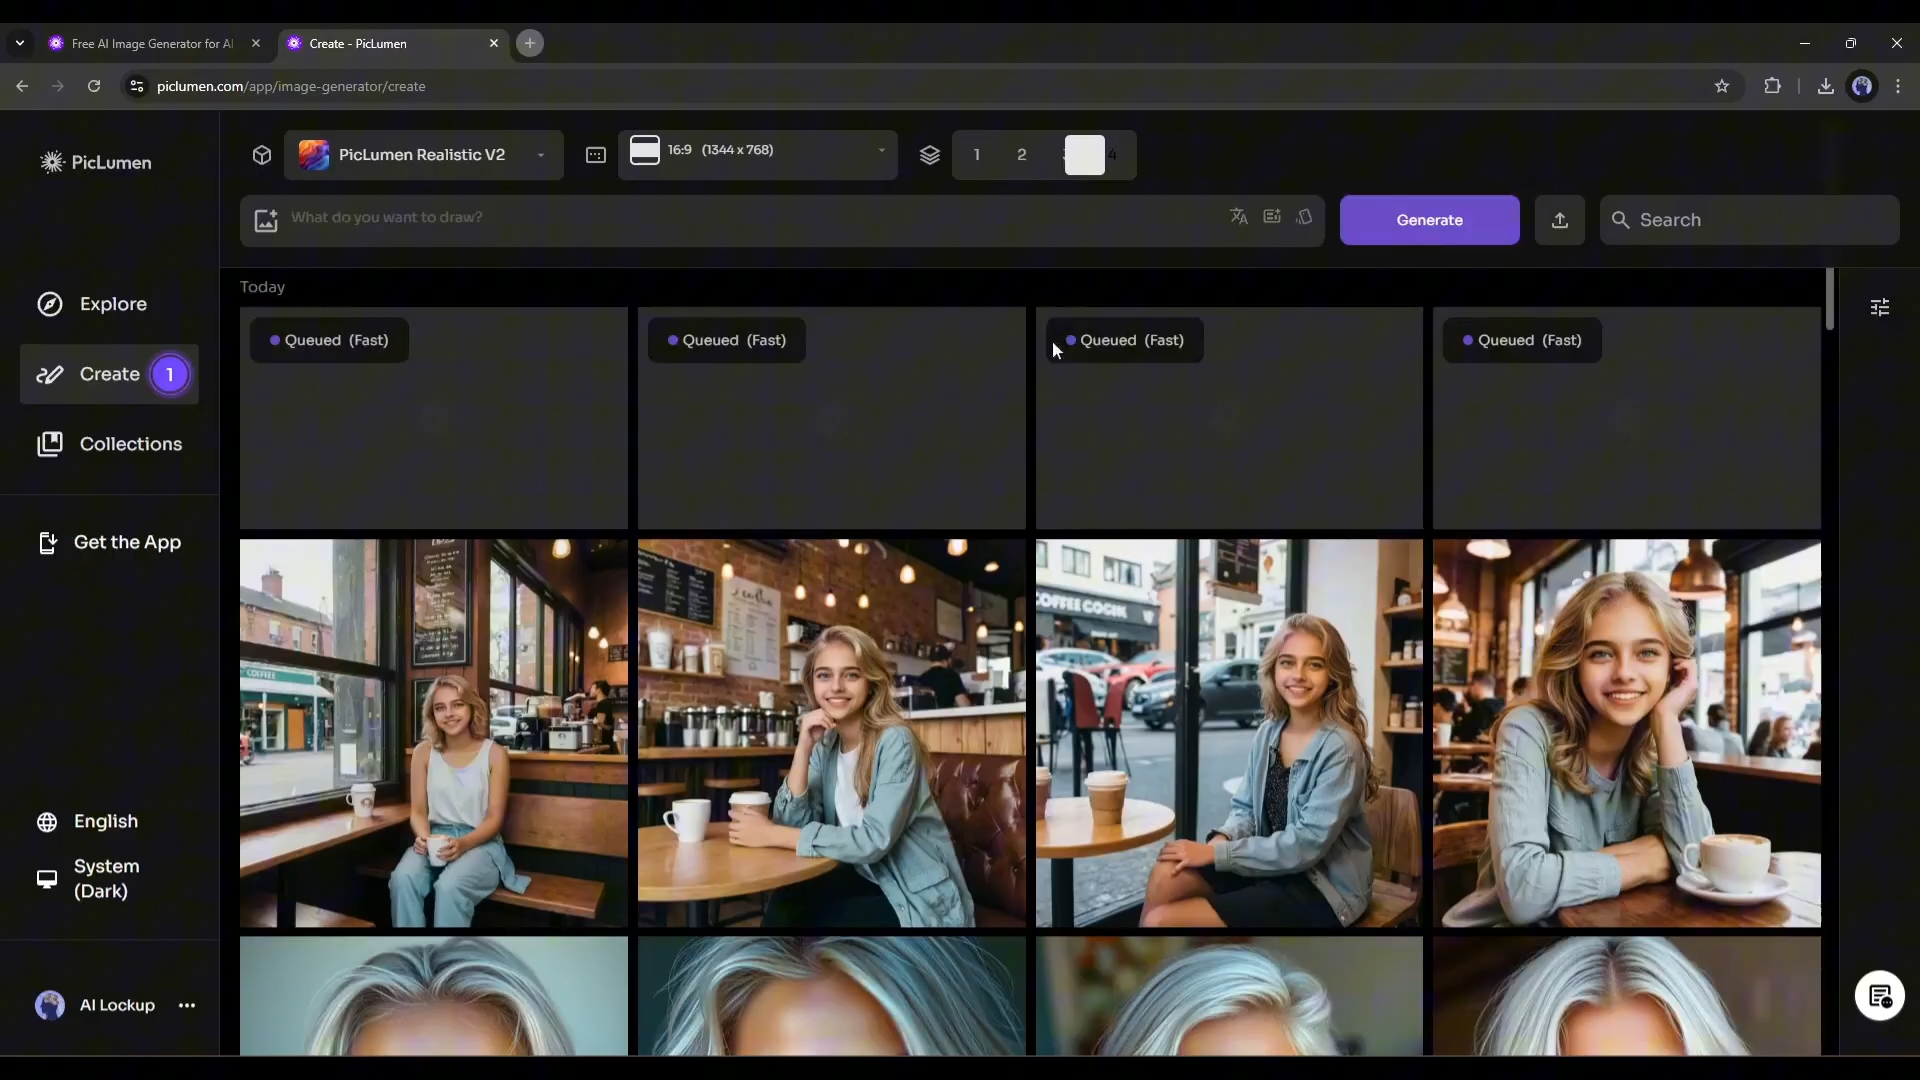 Free AI Image Generator for AI
Create - PicLumen
piclumen.com/app/image-generator/create
PicLumen
PicLumen Realistic V2
16:9 (1344 x 768)
1
2
4
What do you want to draw?
Generate
Search
Explore
Create
1
Collections
Get the App
English
System
(Dark)
AI Lockup
Today
Queued (Fast)
Queued (Fast)
Queued (Fast)
Queued (Fast)
COFFEE